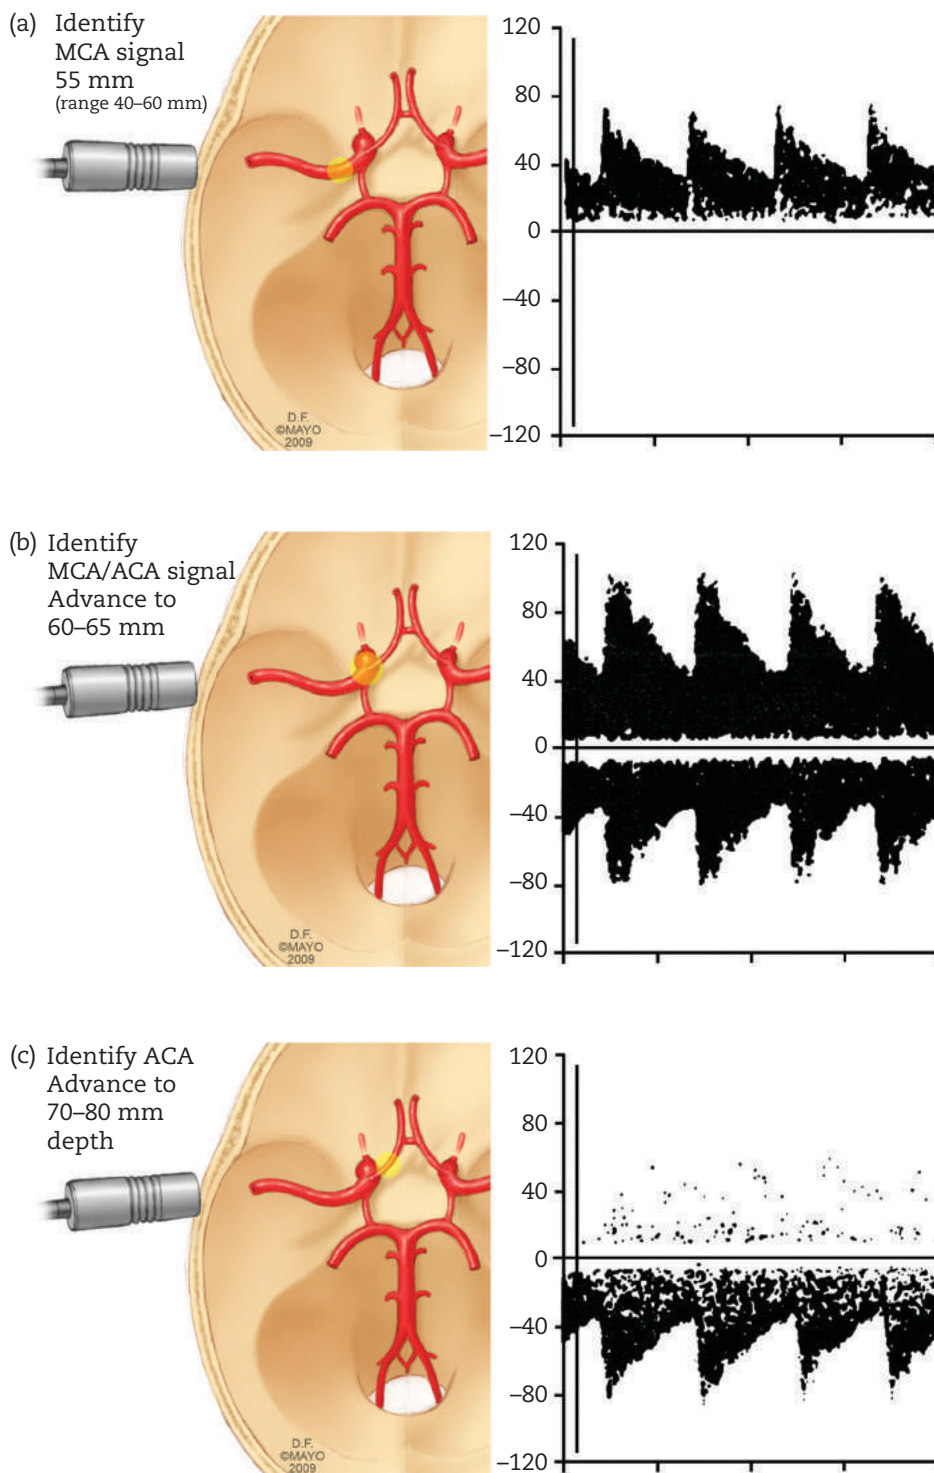 (a) Identify
MCA signal
55 mm
(range 40–60 mm)
120
80
40
0
–40
–80
–120
D.F.
©MAYO
2009
(b) Identify
MCA/ACA signal
Advance to
60–65 mm
120
80
40
0
–40
–80
–120
D.F.
©MAYO
2009
(c) Identify ACA
Advance to
70–80 mm
depth
120
80
40
0
–40
–80
–120
D.F.
©MAYO
2009